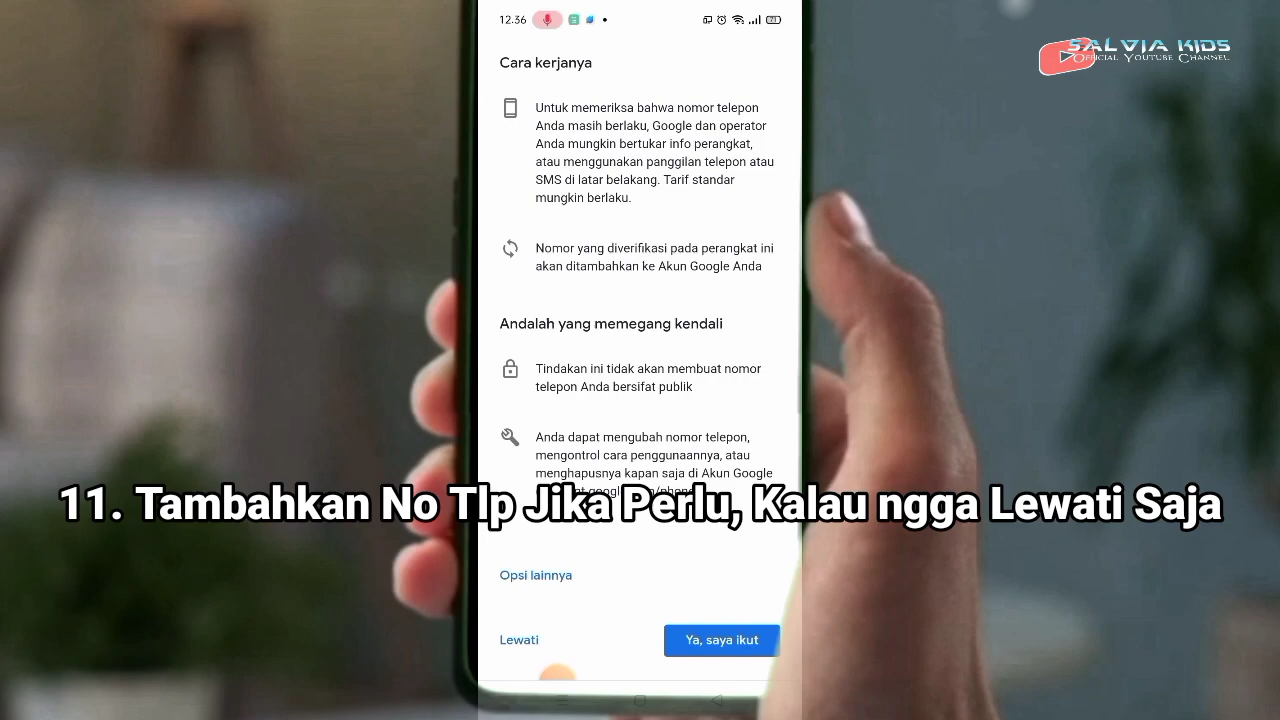 12.36
SALVIA KIDS
Official Youtube Channel
Cara kerjanya
Untuk memeriksa bahwa nomor telepon
Anda masih berlaku, Google dan operator
Anda mungkin bertukar info perangkat,
atau menggunakan panggilan telepon atau
SMS di latar belakang. Tarif standar
mungkin berlaku.
Nomor yang diverifikasi pada perangkat ini
akan ditambahkan ke Akun Google Anda
Andalah yang memegang kendali
Tindakan ini tidak akan membuat nomor
telepon Anda bersifat publik
Anda dapat mengubah nomor telepon,
mengontrol cara penggunaannya, atau
menghapusnya kapan saja di Akun Google
11. Tambahkan No Tlp Jika Perlu, Kalau ngga Lewati Saja
Opsi lainnya
Lewati
Ya, saya ikut